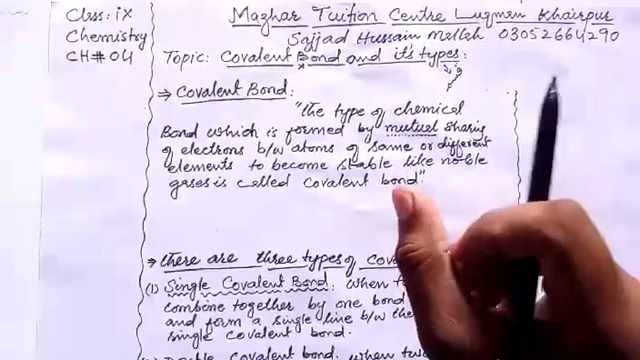 Class: iX
Mazhar Tuition Centre Luqman Khairpur
Chemistry
Sajjad Hussain Mallah 03052664290
CH# 04
Topic: Covalent Bond and it's types:
⇒ Covalent Bond:
"The type of chemical
Bond which is formed by mutual sharing
of electrons b/w atoms of same or different
elements to become stable like noble
gases is called covalent bond"
⇒ There are three types of
(1) Single Covalent Bond: when
combine together by one bond
and form a single line b/w the
single covalent bond.
Double covalent bond. when two